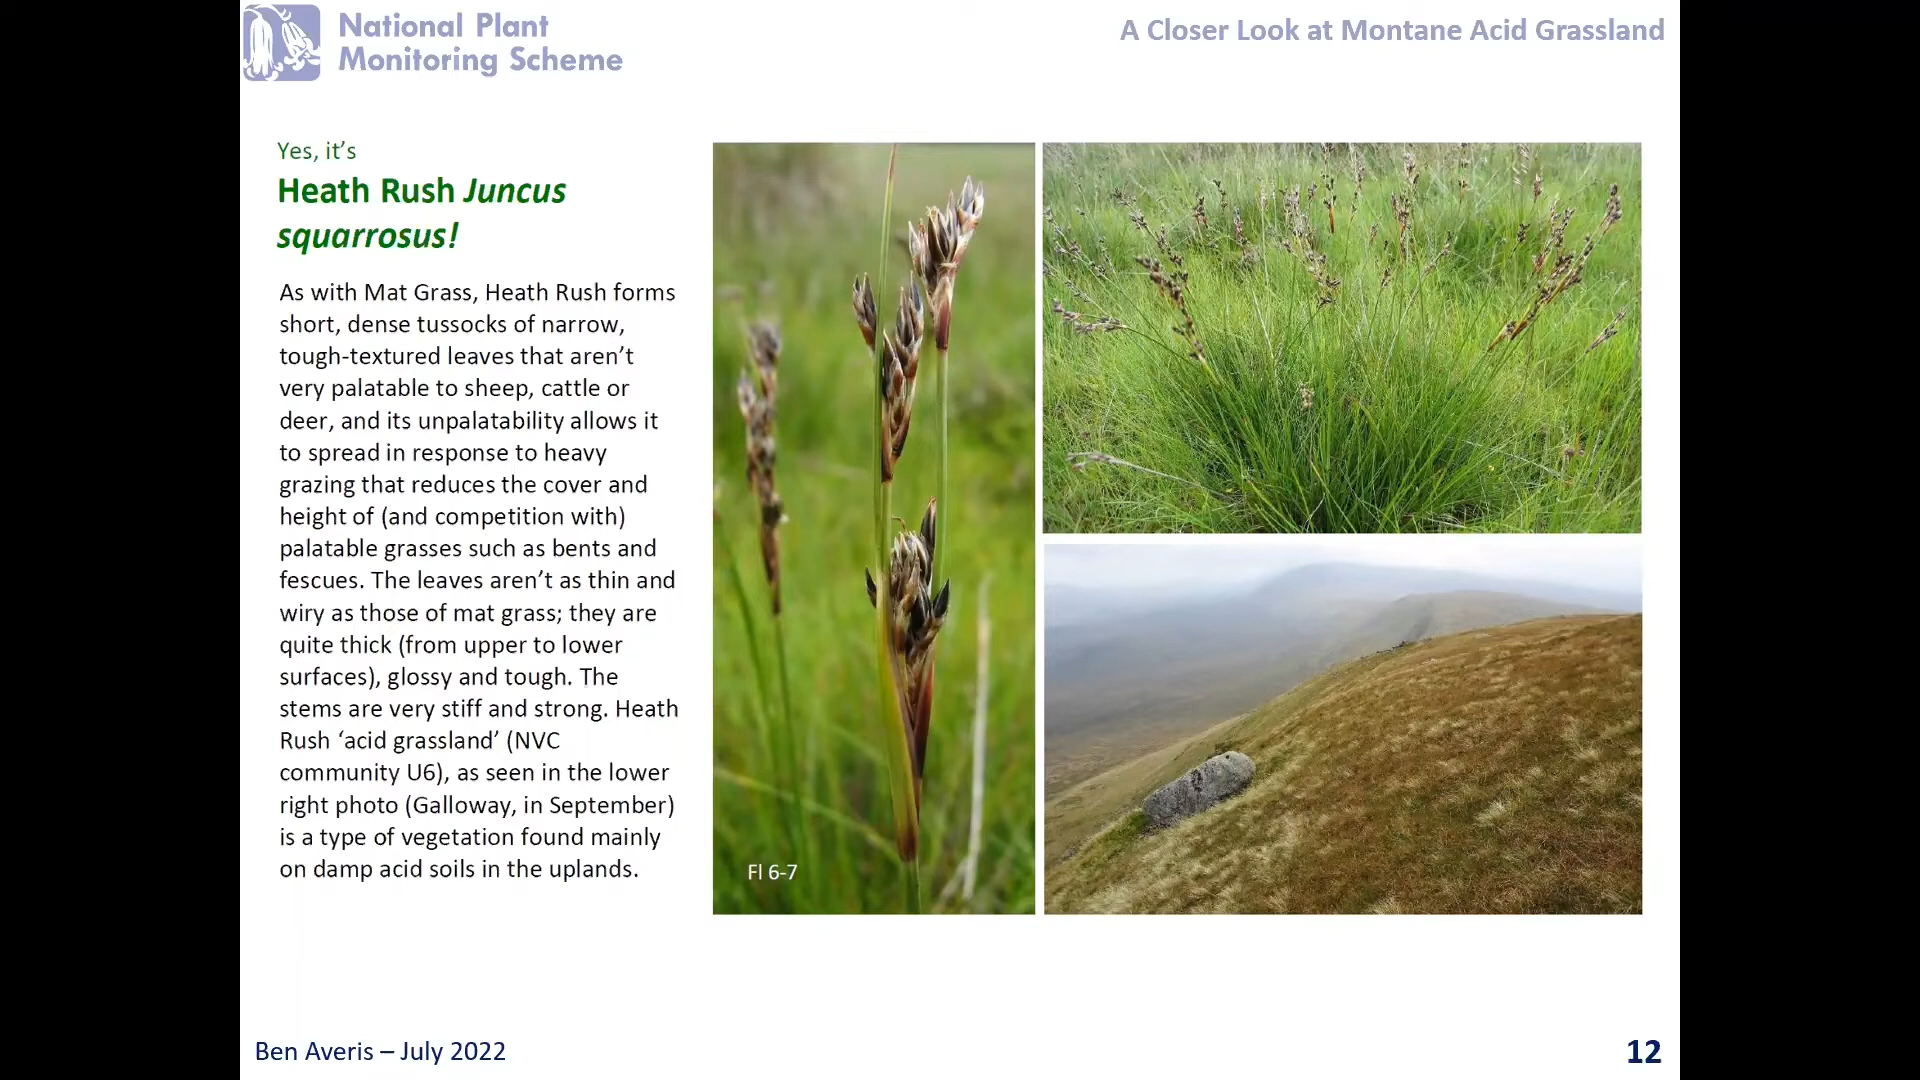 National Plant
Monitoring Scheme
A Closer Look at Montane Acid Grassland
Yes, it’s
Heath Rush Juncus
squarrosus!
As with Mat Grass, Heath Rush forms
short, dense tussocks of narrow,
tough-textured leaves that aren’t
very palatable to sheep, cattle or
deer, and its unpalatability allows it
to spread in response to heavy
grazing that reduces the cover and
height of (and competition with)
palatable grasses such as bents and
fescues. The leaves aren’t as thin and
wiry as those of mat grass; they are
quite thick (from upper to lower
surfaces), glossy and tough. The
stems are very stiff and strong. Heath
Rush ‘acid grassland’ (NVC
community U6), as seen in the lower
right photo (Galloway, in September)
is a type of vegetation found mainly
on damp acid soils in the uplands.
Fl 6-7
Ben Averis – July 2022
12